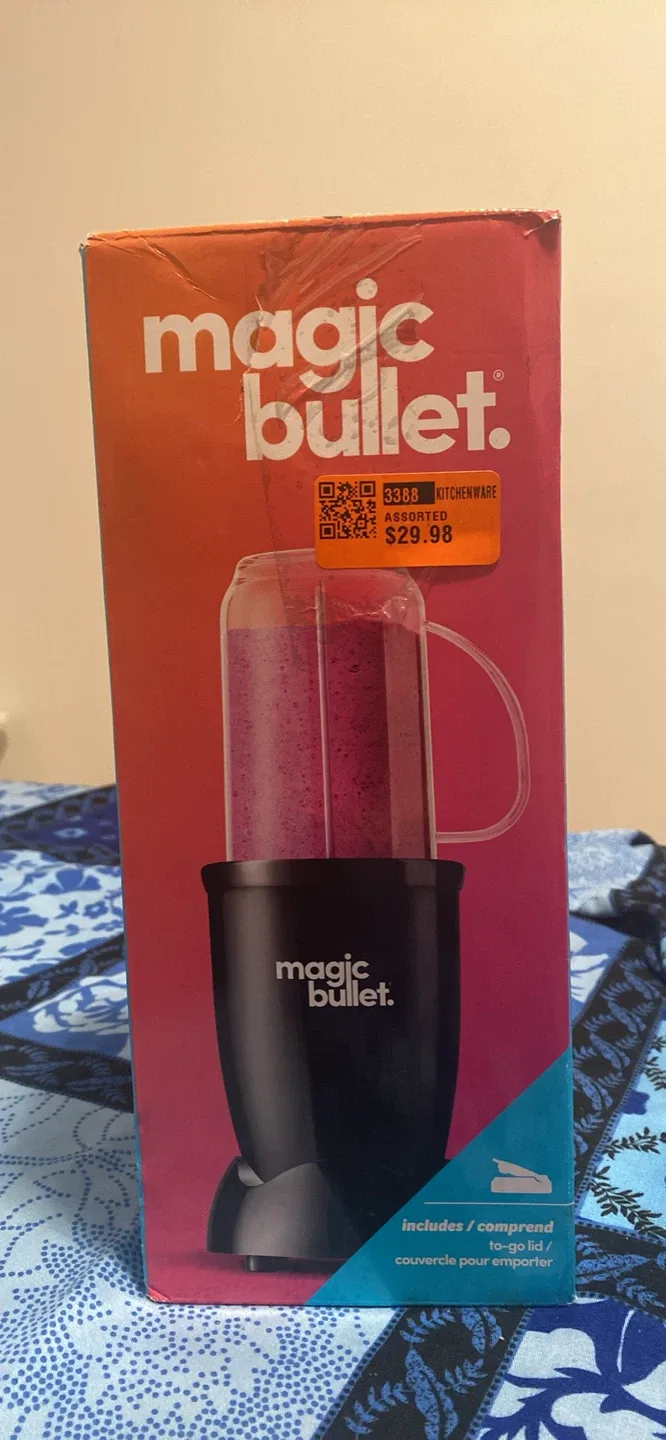 magic
bullet.®
3388 KITCHENWARE
ASSORTED
$29.98
magic
bullet.
includes / comprend
to-go lid /
couvercle pour emporter